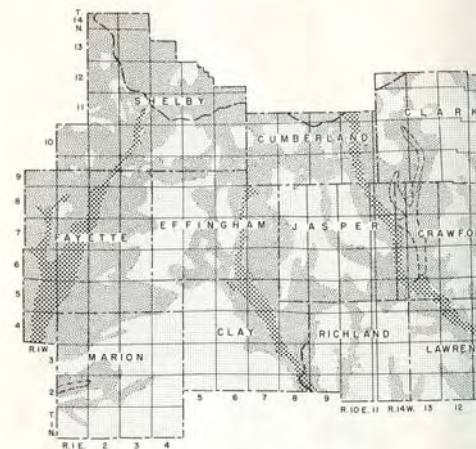 T.
14
N.
13
12
11
10
9
8
7
6
5
4
3
2
T.
1
N.
SHELBY
CUMBERLAND
CLARK
FAYETTE
EFFINGHAM
JASPER
CRAWFOR
CLAY
RICHLAND
LAWREN
MARION
R.1W.
R.1E. 2 3 4
5 6 7 8 9
R.10E. 11 R.14W. 13 12